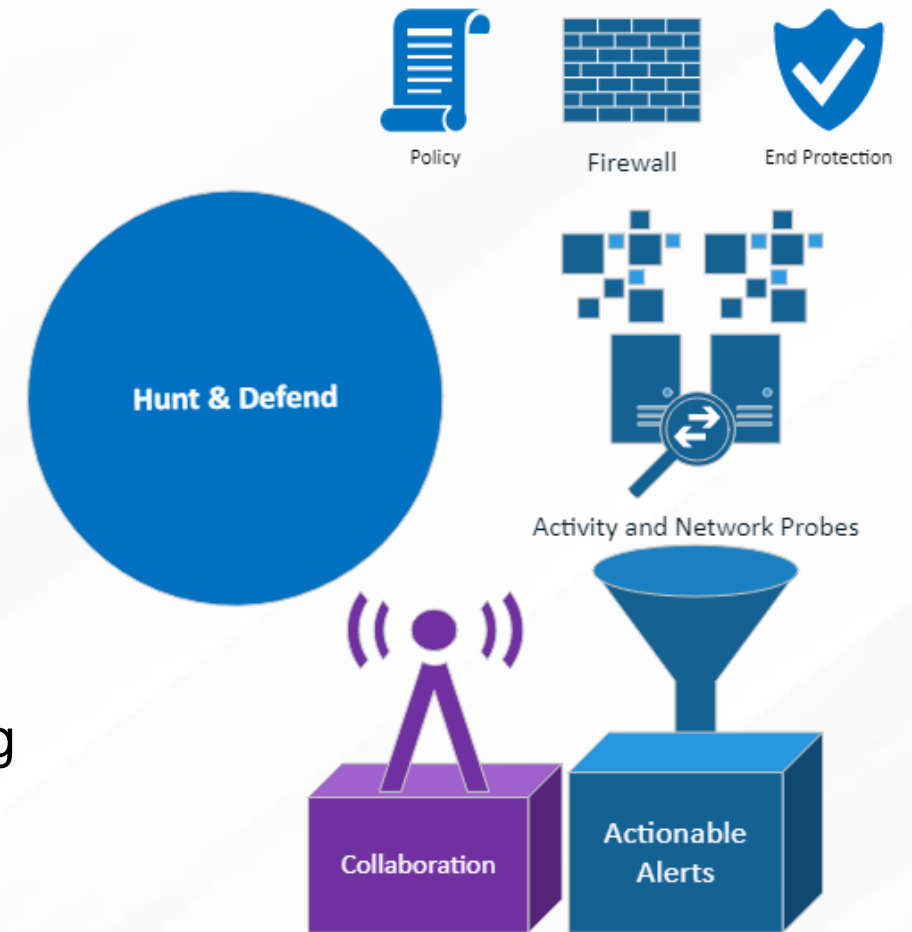 Policy
Firewall
End Protection
Hunt & Defend
Activity and Network Probes
g
Collaboration
Actionable
Alerts